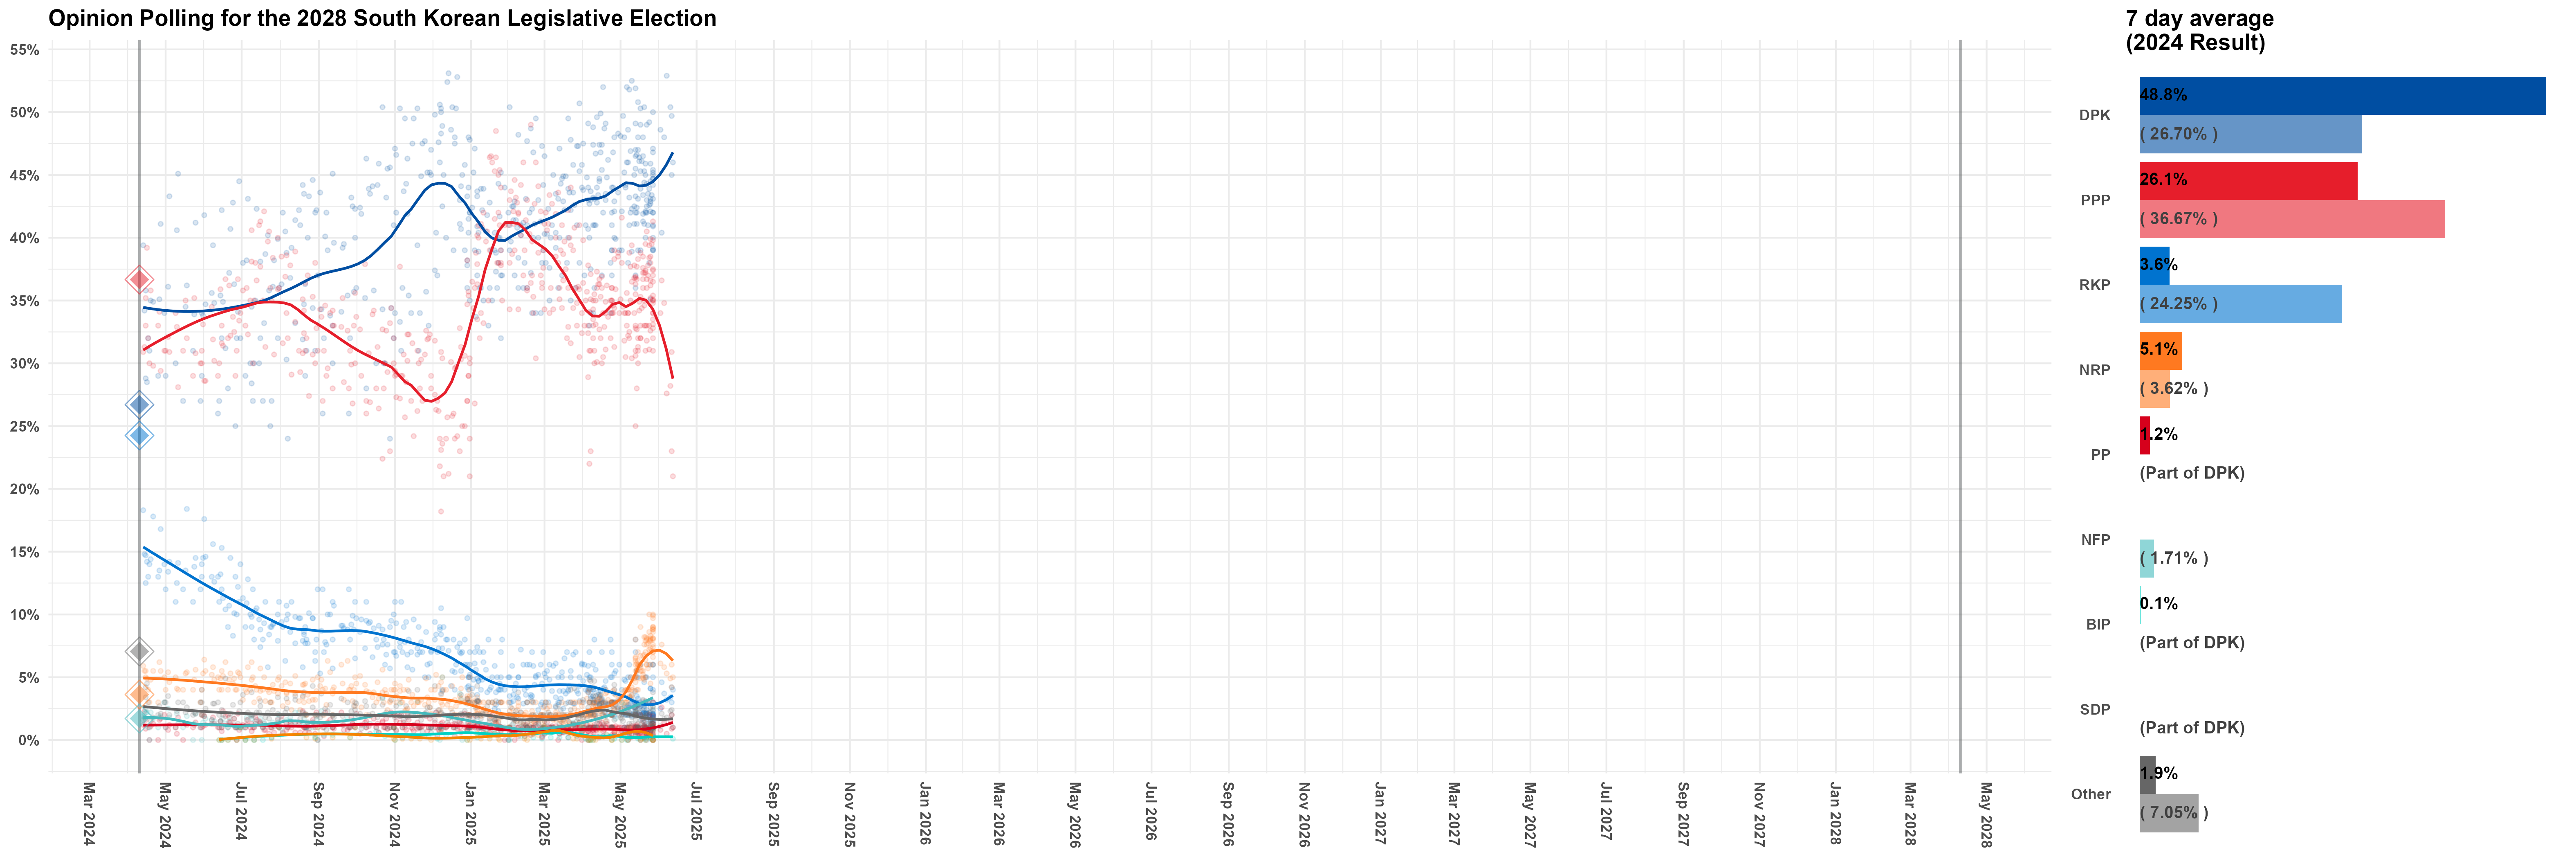 Opinion Polling for the 2028 South Korean Legislative Election
55%
50%
45%
40%
35%
30%
25%
20%
15%
10%
5%
0%
Mar 2024
May 2024
Jul 2024
Sep 2024
Nov 2024
Jan 2025
Mar 2025
May 2025
Jul 2025
Sep 2025
Nov 2025
Jan 2026
Mar 2026
May 2026
Jul 2026
Sep 2026
Nov 2026
Jan 2027
Mar 2027
May 2027
Jul 2027
Sep 2027
Nov 2027
Jan 2028
Mar 2028
May 2028
7 day average
(2024 Result)
DPK
48.8%
( 26.70% )
PPP
26.1%
( 36.67% )
RKP
3.6%
( 24.25% )
NRP
5.1%
( 3.62% )
PP
1.2%
(Part of DPK)
NFP
( 1.71% )
BIP
0.1%
(Part of DPK)
SDP
(Part of DPK)
Other
1.9%
( 7.05% )